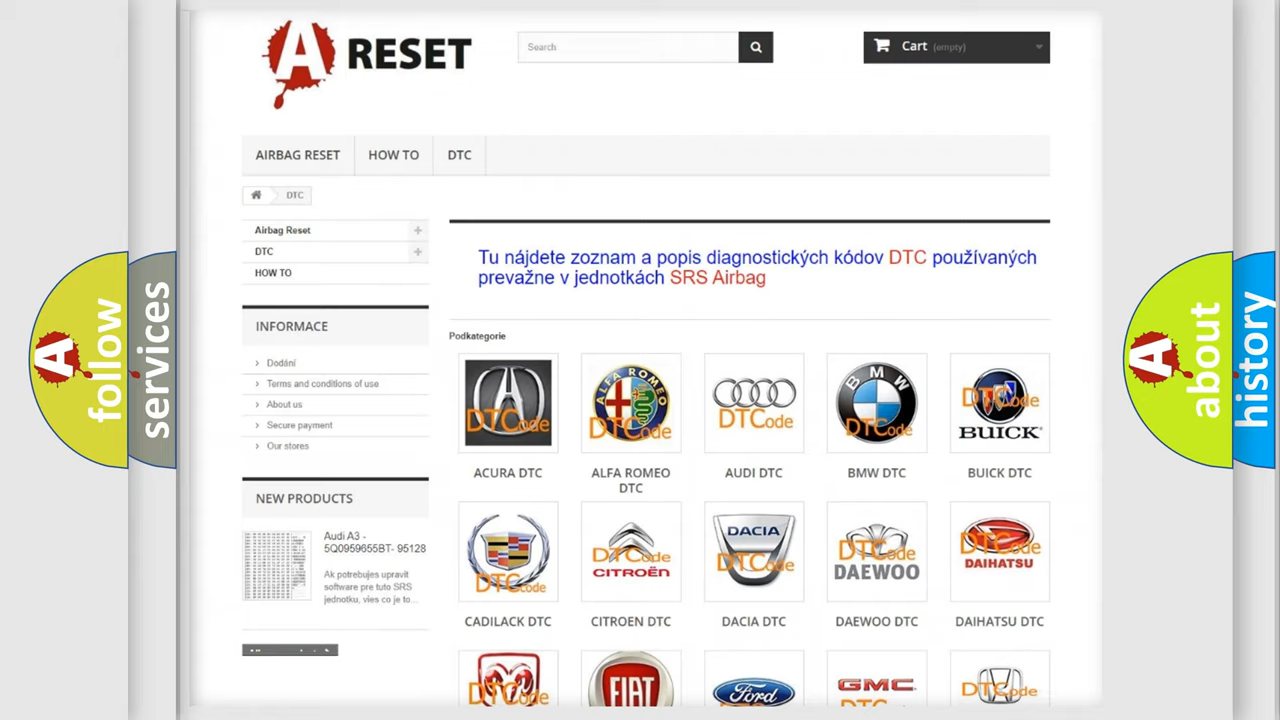 A RESET
Search
Cart (empty)
AIRBAG RESET
HOW TO
DTC
DTC
Airbag Reset
DTC
HOW TO
Tu nájdete zoznam a popis diagnostických kódov DTC používaných
prevažne v jednotkách SRS Airbag
INFORMACE
Podkategorie
Dodání
Terms and conditions of use
About us
Secure payment
Our stores
DTCode
ALFA ROMEO
DTCode
DTCode
BMW
DTCode
DTCode
BUICK
ACURA DTC
ALFA ROMEO
DTC
AUDI DTC
BMW DTC
BUICK DTC
NEW PRODUCTS
Audi A3 -
5Q0959655BT- 95128
Ak potrebujes upravit
software pre tuto SRS
jednotku, vies co je to...
DTCode
DTCode
CITROËN
DACIA
DTCode
DTCode
DAEWOO
DTCode
DAIHATSU
CADILACK DTC
CITROEN DTC
DACIA DTC
DAEWOO DTC
DAIHATSU DTC
DTCode
FIAT
Ford
GMC
DTCode
A follow
services
A about
history